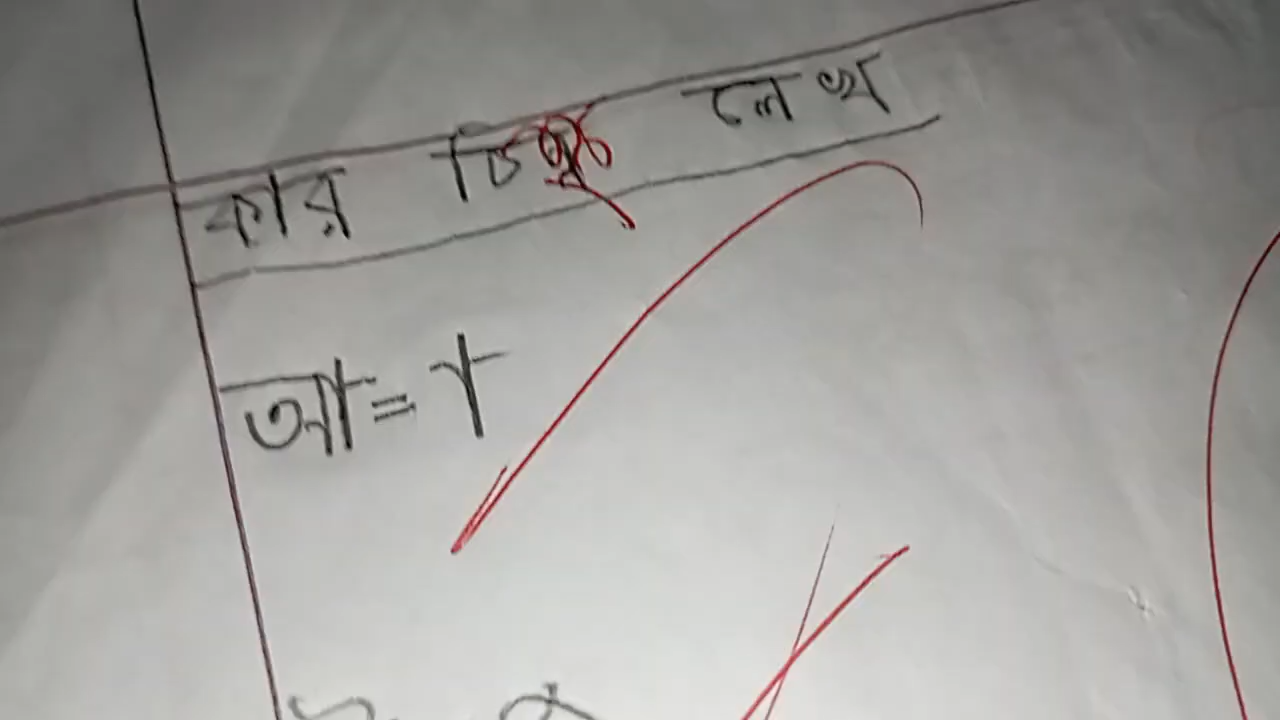 কার চিহ্ন লেখ
আ = া